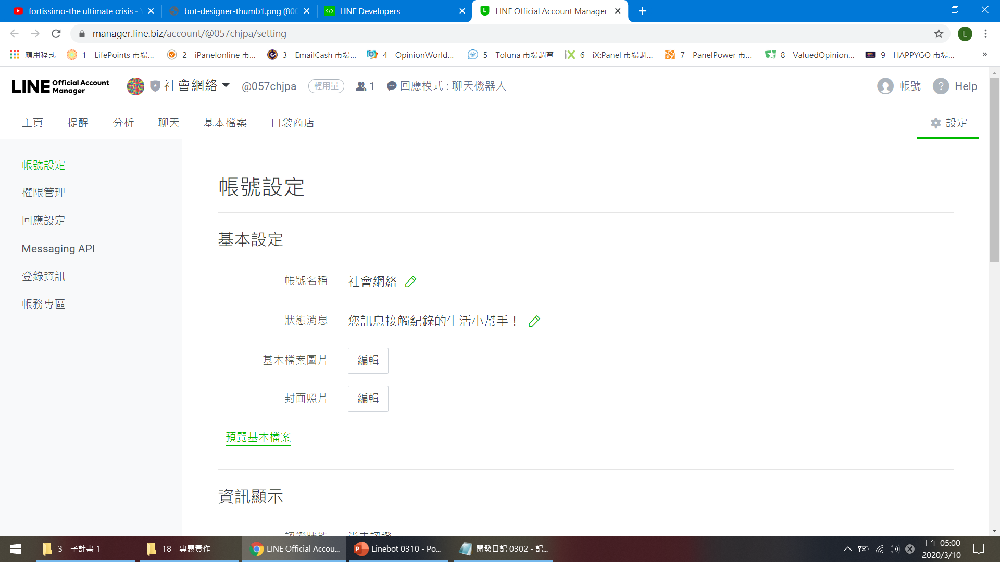 fortissimo-the ultimate crisis -
bot-designer-thumb1.png (800
LINE Developers
LINE Official Account Manager
manager.line.biz/account/@057chjpa/setting
L
應用程式
1 LifePoints 市場...
2 iPanelonline 市...
3 EmailCash 市場...
4 OpinionWorld...
5 Toluna 市場調查
6 iX:Panel 市場調...
7 PanelPower 市...
8 ValuedOpinion...
9 HAPPYGO 市場...
»
LINE Official Account Manager
社會網絡
@057chjpa
輕用量
1
回應模式 : 聊天機器人
帳號
? Help
主頁
提醒
分析
聊天
基本檔案
口袋商店
設定
帳號設定
權限管理
回應設定
Messaging API
登錄資訊
帳務專區
帳號設定
基本設定
帳號名稱 社會網絡
狀態消息 您訊息接觸紀錄的生活小幫手！
基本檔案圖片 編輯
封面照片 編輯
預覽基本檔案
資訊顯示
認證狀態 尚未認證
3 子計畫 1
18 專題實作
LINE Official Accou...
Linebot 0310 - Po...
開發日記 0302 - 記...
上午 05:00
2020/3/10